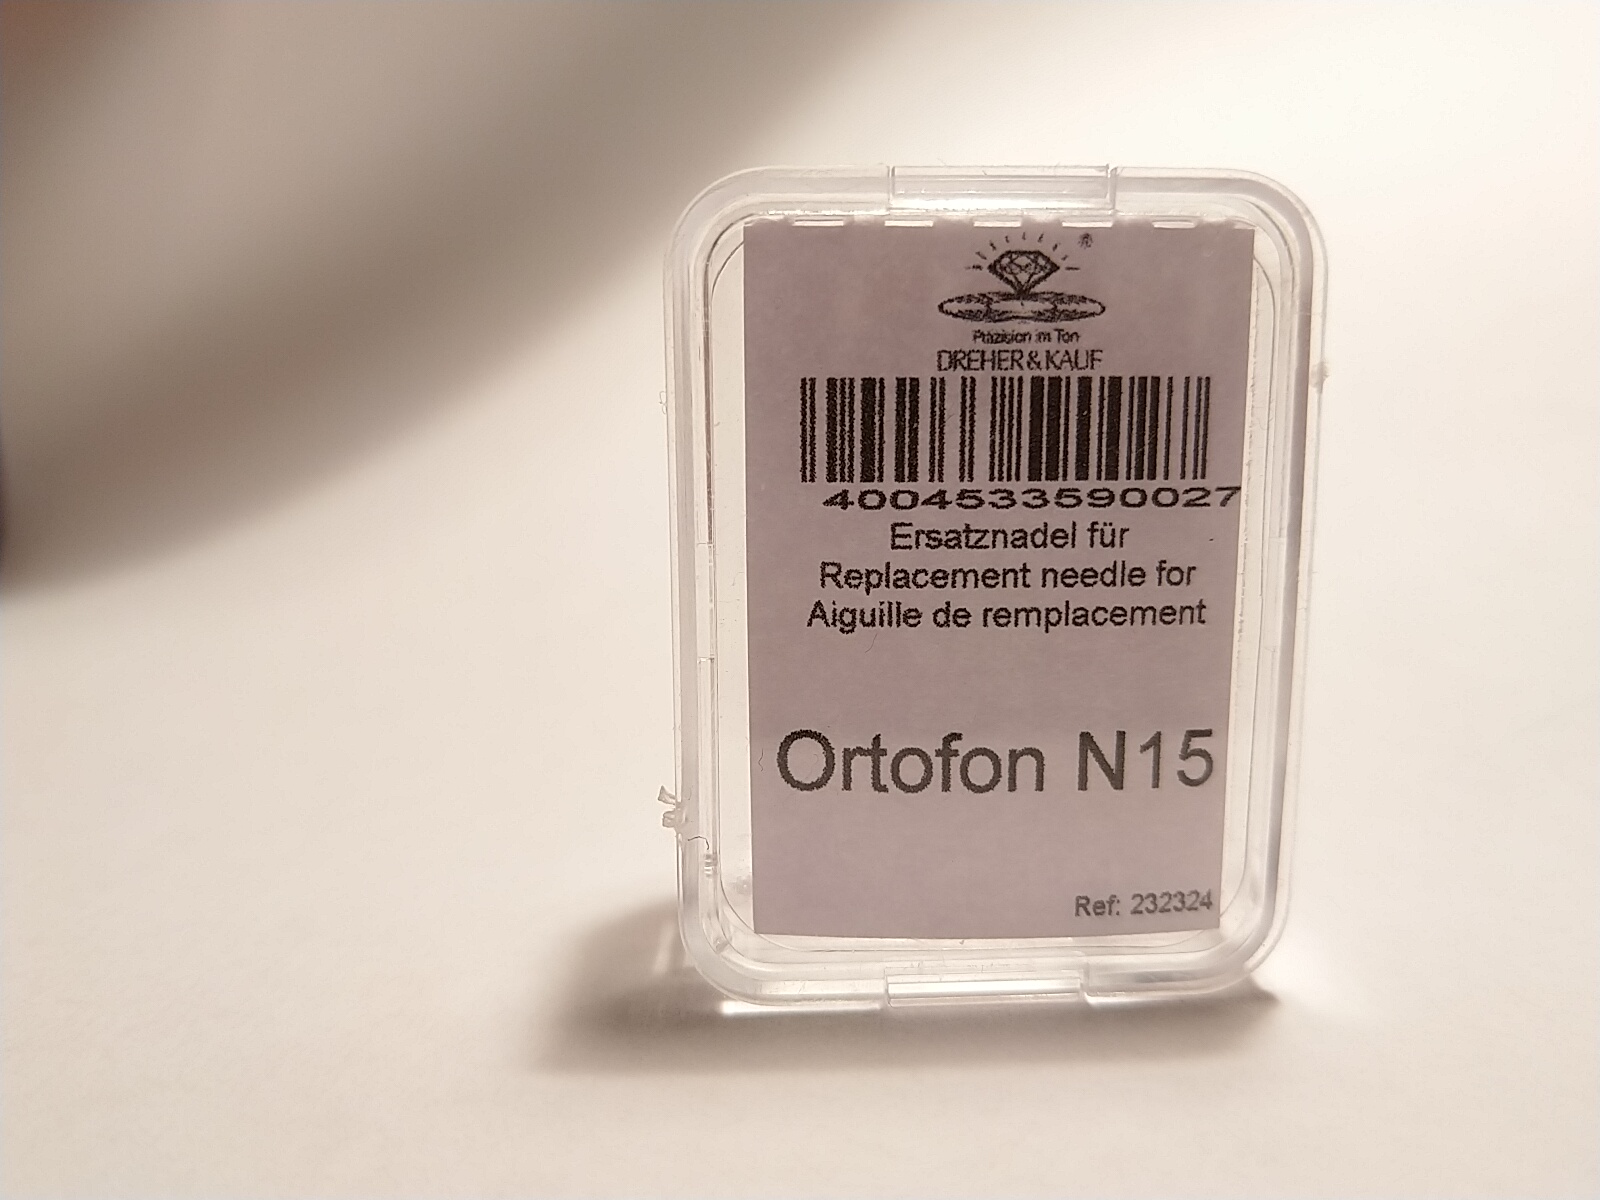 ®
Präzision im Ton
DREHER & KAUF
4004533590027
Ersatznadel für
Replacement needle for
Aiguille de remplacement
Ortofon N15
Ref: 232324